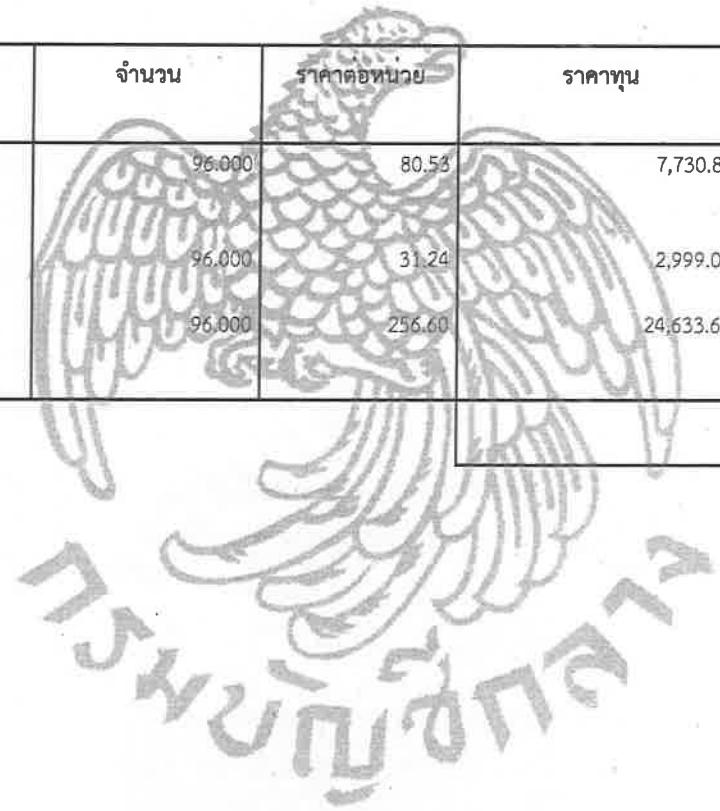 จำนวน ราคาต่อหน่วย ราคาทุน
96.000 80.53 7,730.8
96.000 31.24 2,999.0
96.000 256.60 24,633.6
กรมบัญชีกลาง